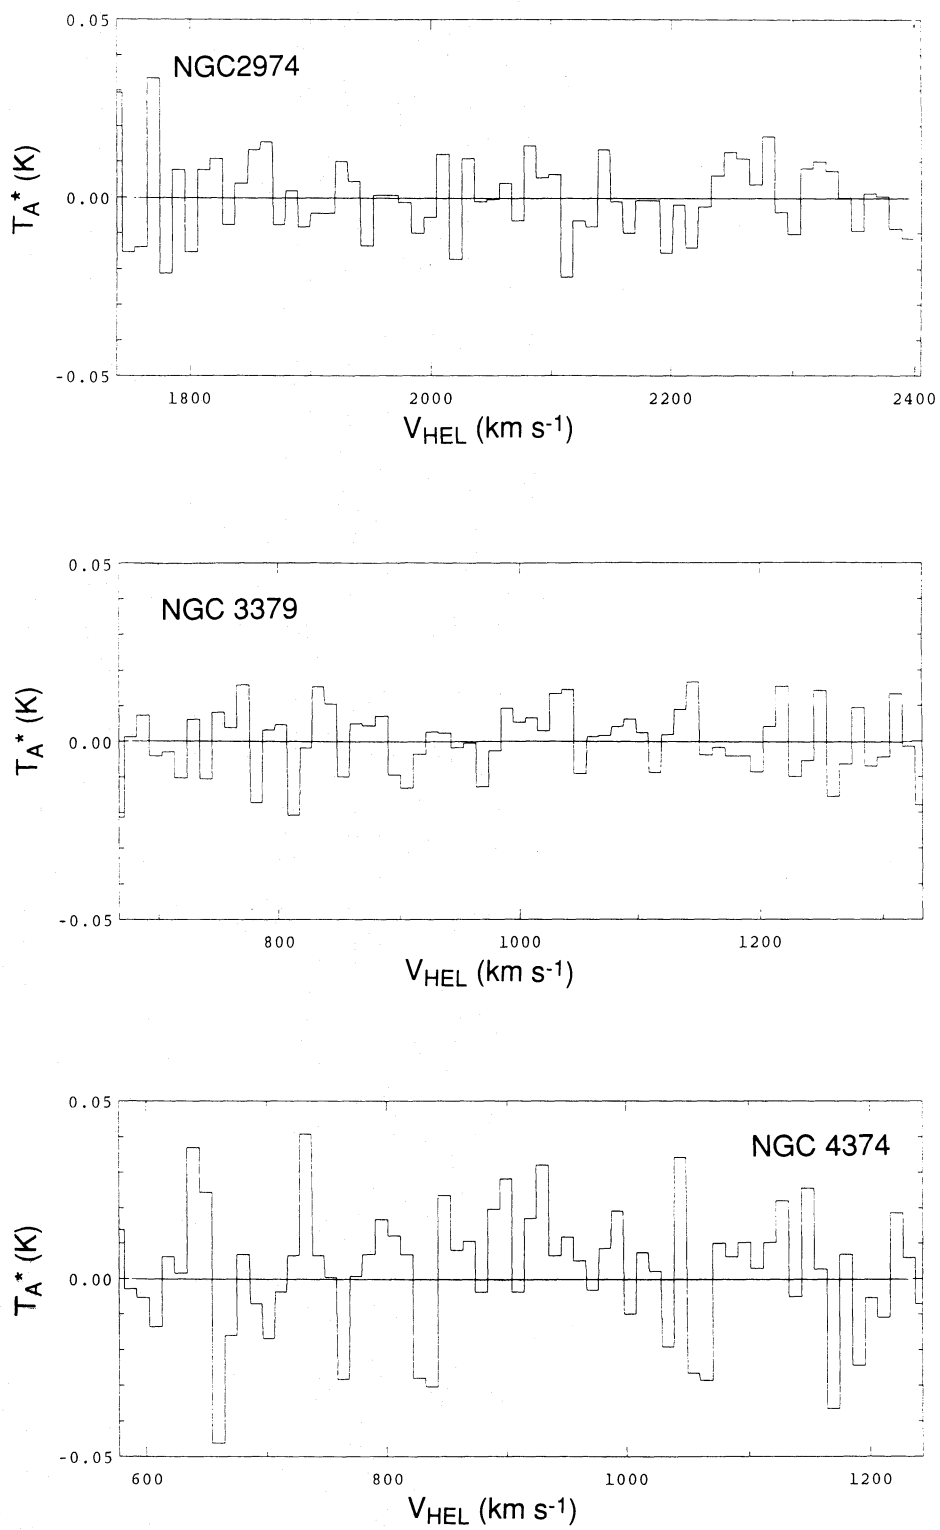 0.05
NGC2974
T_A* (K)
0.00
-0.05
1800 2000 2200 2400
V_HEL (km s-1)
0.05
NGC 3379
T_A* (K)
0.00
-0.05
800 1000 1200
V_HEL (km s-1)
0.05
NGC 4374
T_A* (K)
0.00
-0.05
600 800 1000 1200
V_HEL (km s-1)